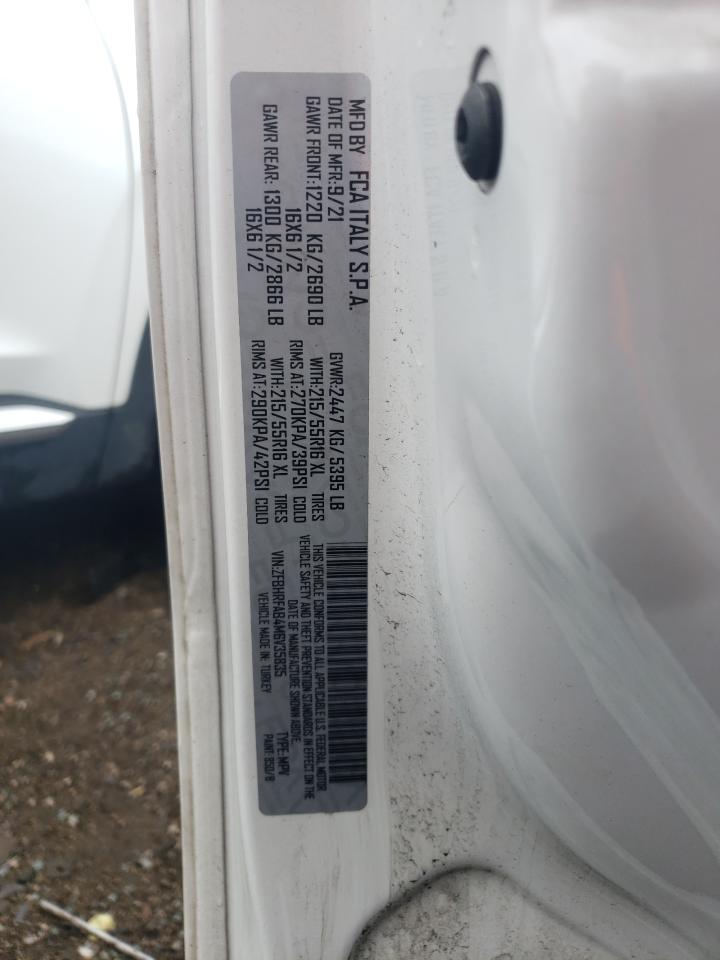 MFD BY FCA ITALY S.P.A.
DATE OF MFR:9/21 GVWR:2447 KG/5395 LB
GAWR FRONT:1220 KG/2690 LB WITH:215/55R16 XL TIRES
16X6 1/2 RIMS AT:270KPA/39PSI COLD
GAWR REAR: 1300 KG/2866 LB WITH:215/55R16 XL TIRES
16X6 1/2 RIMS AT:290KPA/42PSI COLD
THIS VEHICLE CONFORMS TO ALL APPLICABLE U.S. FEDERAL MOTOR
VEHICLE SAFETY AND THEFT PREVENTION STANDARDS IN EFFECT ON THE
DATE OF MANUFACTURE SHOWN ABOVE.
VIN:ZFBHRFAB4M6V35835 TYPE:MPV
VEHICLE MADE IN: TURKEY PAINT: 950/B